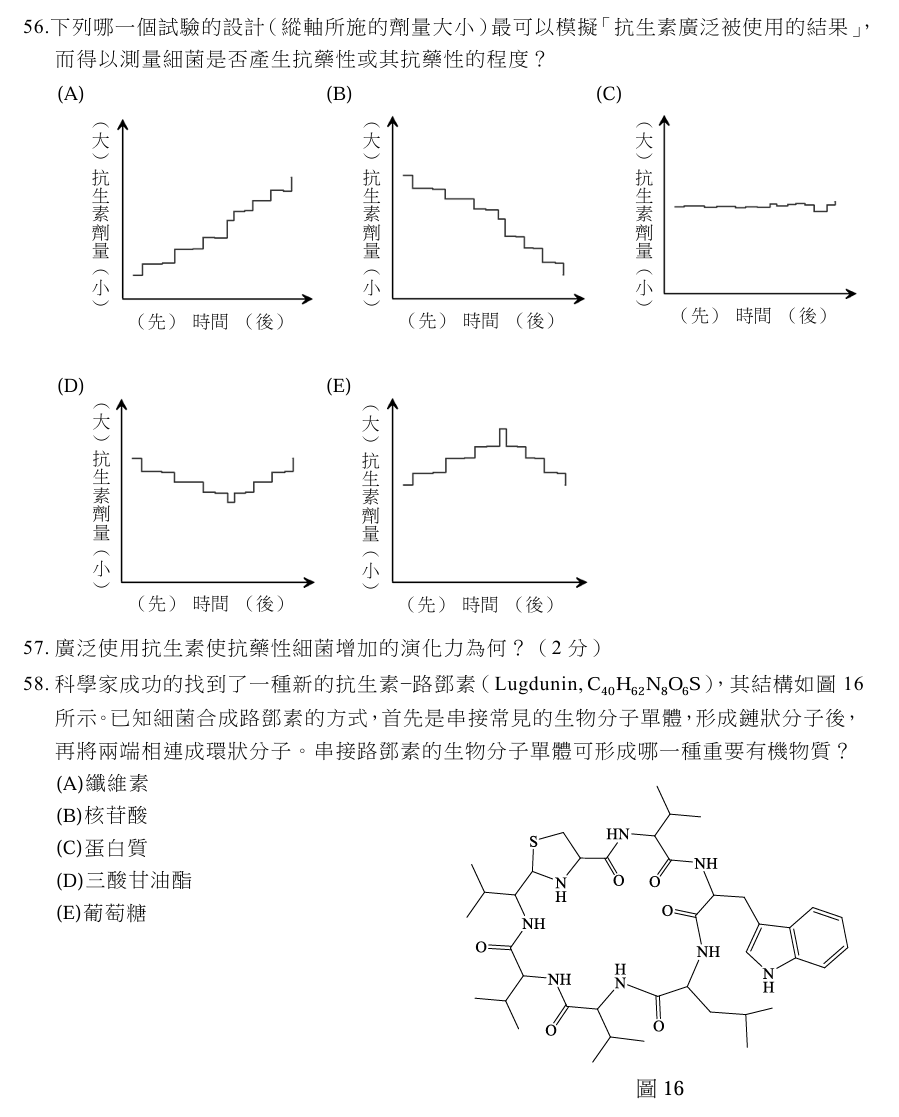 56.下列哪一個試驗的設計(縱軸所施的劑量大小)最可以模擬「抗生素廣泛被使用的結果」,
而得以測量細菌是否產生抗藥性或其抗藥性的程度?
(A) (B) (C)
(大)抗生素劑量(小) (大)抗生素劑量(小) (大)抗生素劑量(小)
(先) 時間 (後) (先) 時間 (後) (先) 時間 (後)
(D) (E)
(大)抗生素劑量(小) (大)抗生素劑量(小)
(先) 時間 (後) (先) 時間 (後)
57. 廣泛使用抗生素使抗藥性細菌增加的演化力為何?(2 分)
58. 科學家成功的找到了一種新的抗生素-路鄧素(Lugdunin, C₄₀H₆₂N₈O₆S),其結構如圖 16
所示。已知細菌合成路鄧素的方式,首先是串接常見的生物分子單體,形成鏈狀分子後,
再將兩端相連成環狀分子。串接路鄧素的生物分子單體可形成哪一種重要有機物質?
(A)纖維素
(B)核苷酸
(C)蛋白質
(D)三酸甘油酯
(E)葡萄糖
S
HN
N
H
O
O
NH
O
NH
O
NH
N
H
NH
O
H
N
O
O
圖 16